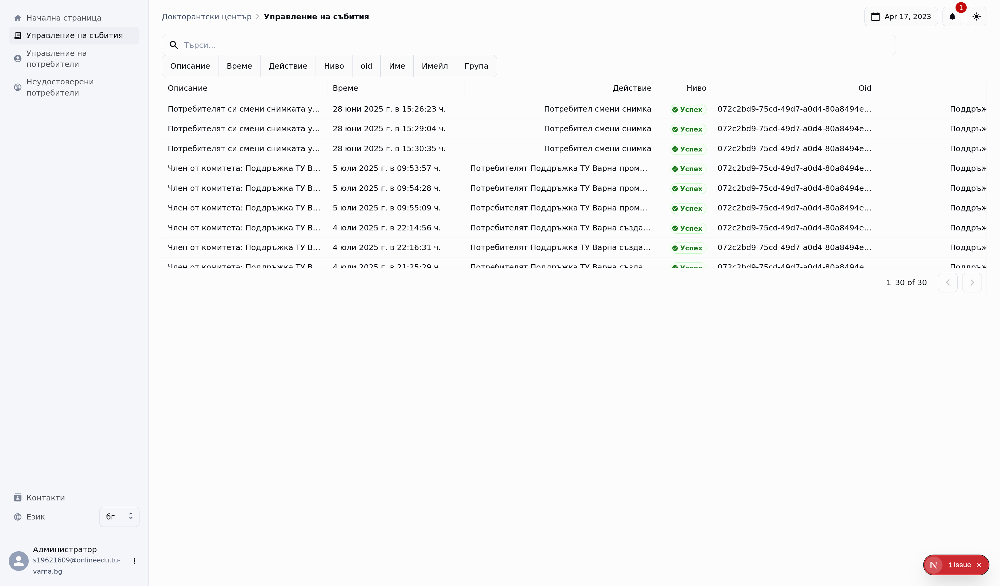 Начална страница
Управление на събития
Управление на
потребители
Неудостоверени
потребители
Контакти
Език
бг
Администратор
s19621609@onlineedu.tu-
varna.bg
Докторантски център Управление на събития
Apr 17, 2023
1
Търси...
Описание Време Действие Ниво oid Име Имейл Група
Описание Време Действие Ниво Oid
Потребителят си смени снимката у... 28 юни 2025 г. в 15:26:23 ч. Потребител смени снимка Успех 072c2bd9-75cd-49d7-a0d4-80a8494e... Поддръж
Потребителят си смени снимката у... 28 юни 2025 г. в 15:29:04 ч. Потребител смени снимка Успех 072c2bd9-75cd-49d7-a0d4-80a8494e... Поддръж
Потребителят си смени снимката у... 28 юни 2025 г. в 15:30:35 ч. Потребител смени снимка Успех 072c2bd9-75cd-49d7-a0d4-80a8494e... Поддръж
Член от комитета: Поддръжка ТУ В... 5 юли 2025 г. в 09:53:57 ч. Потребителят Поддръжка ТУ Варна пром... Успех 072c2bd9-75cd-49d7-a0d4-80a8494e... Поддръж
Член от комитета: Поддръжка ТУ В... 5 юли 2025 г. в 09:54:28 ч. Потребителят Поддръжка ТУ Варна пром... Успех 072c2bd9-75cd-49d7-a0d4-80a8494e... Поддръж
Член от комитета: Поддръжка ТУ В... 5 юли 2025 г. в 09:55:09 ч. Потребителят Поддръжка ТУ Варна пром... Успех 072c2bd9-75cd-49d7-a0d4-80a8494e... Поддръж
Член от комитета: Поддръжка ТУ В... 4 юли 2025 г. в 22:14:56 ч. Потребителят Поддръжка ТУ Варна създа... Успех 072c2bd9-75cd-49d7-a0d4-80a8494e... Поддръж
Член от комитета: Поддръжка ТУ В... 4 юли 2025 г. в 22:16:31 ч. Потребителят Поддръжка ТУ Варна създа... Успех 072c2bd9-75cd-49d7-a0d4-80a8494e... Поддръж
Член от комитета: Поддръжка ТУ В 4 юли 2025 г. в 21:25:29 ч Потребителят Поддръжка ТУ Варна създа Успех 072c2bd9-75cd-49d7-a0d4-80a8494e Поддръж
1–30 of 30
N 1 Issue